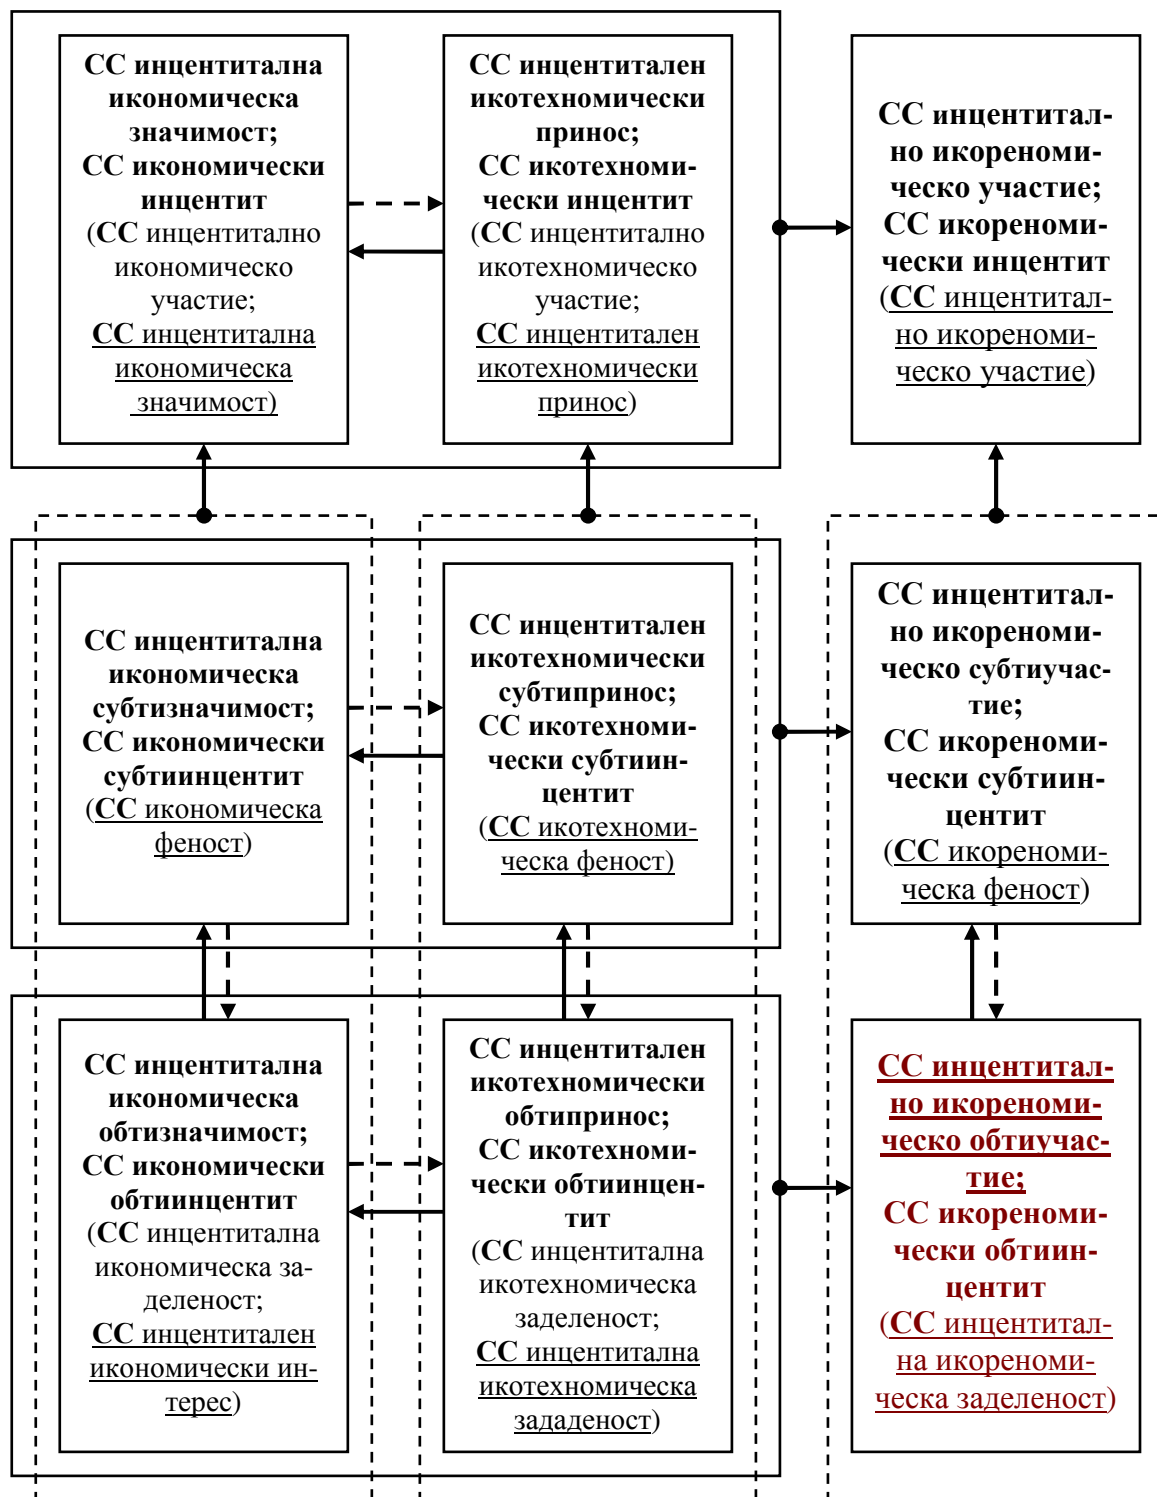 СС инцентитална
икономическа
значимост;
СС икономически
инцентит
(СС инцентитално
икономическо
участие;
СС инцентитална
икономическа
значимост)
СС инцентитален
икотехномически
принос;
СС икотехноми-
чески инцентит
(СС инцентитално
икотехномическо
участие;
СС инцентитален
икотехномически
принос)
СС инцентитал-
но икореноми-
ческо участие;
СС икореноми-
чески инцентит
(СС инцентитал-
но икореноми-
ческо участие)
СС инцентитална
икономическа
субтизначимост;
СС икономически
субтиинцентит
(СС икономическа
феност)
СС инцентитален
икотехномически
субтипринос;
СС икотехноми-
чески субтиин-
центит
(СС икотехноми-
ческа феност)
СС инцентитал-
но икореноми-
ческо субтиучас-
тие;
СС икореноми-
чески субтиин-
центит
(СС икореноми-
ческа феност)
СС инцентитална
икономическа
обтизначимост;
СС икономически
обтиинцентит
(СС инцентитална
икономическа за-
деленост;
СС инцентитален
икономически ин-
терес)
СС инцентитален
икотехномически
обтипринос;
СС икотехноми-
чески обтиинцен-
тит
(СС инцентитална
икотехномическа
заделеност;
СС инцентитална
икотехномическа
зададеност)
СС инцентитал-
но икореноми-
ческо обтиучас-
тие;
СС икореноми-
чески обтиин-
центит
(СС инцентитал-
на икореноми-
ческа заделеност)